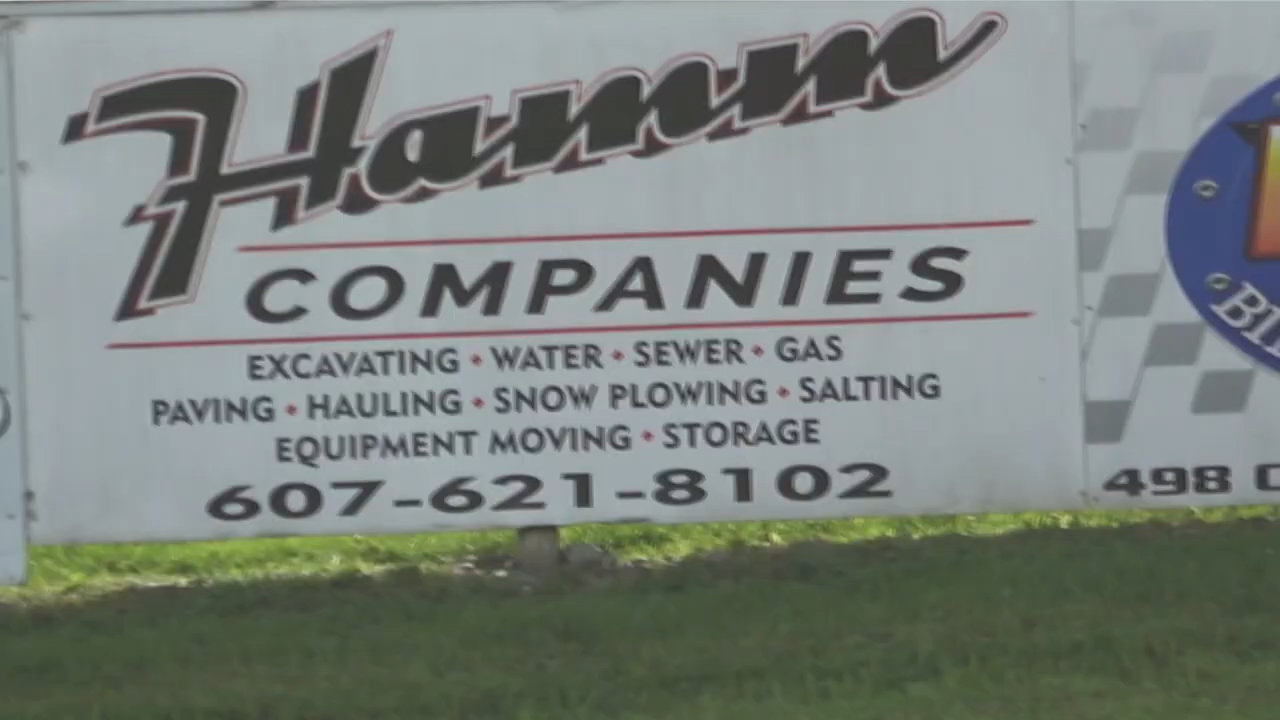 Hamm
COMPANIES
EXCAVATING • WATER • SEWER • GAS
PAVING • HAULING • SNOW PLOWING • SALTING
EQUIPMENT MOVING • STORAGE
607-621-8102
498